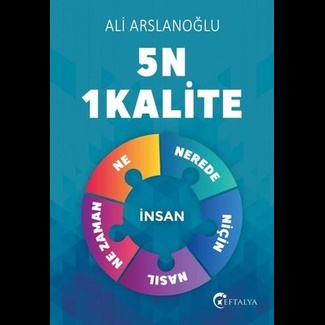 ALİ ARSLANOĞLU
5N
1KALİTE
NE
NEREDE
NİÇİN
NASIL
NE ZAMAN
İNSAN
EFTALYA